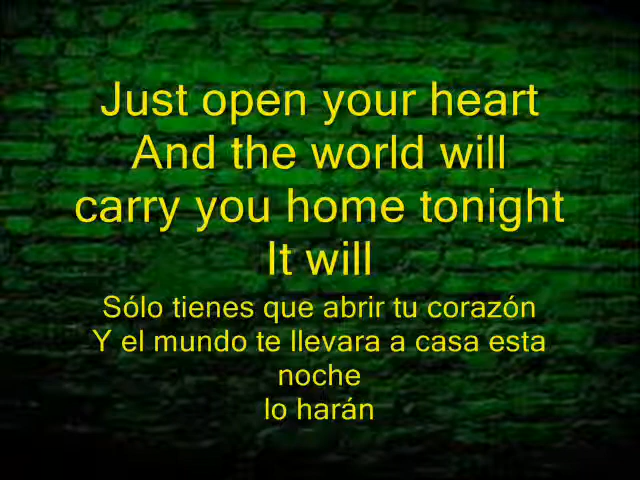 Just open your heart
And the world will
carry you home tonight
It will
Sólo tienes que abrir tu corazón
Y el mundo te llevara a casa esta
noche
lo harán